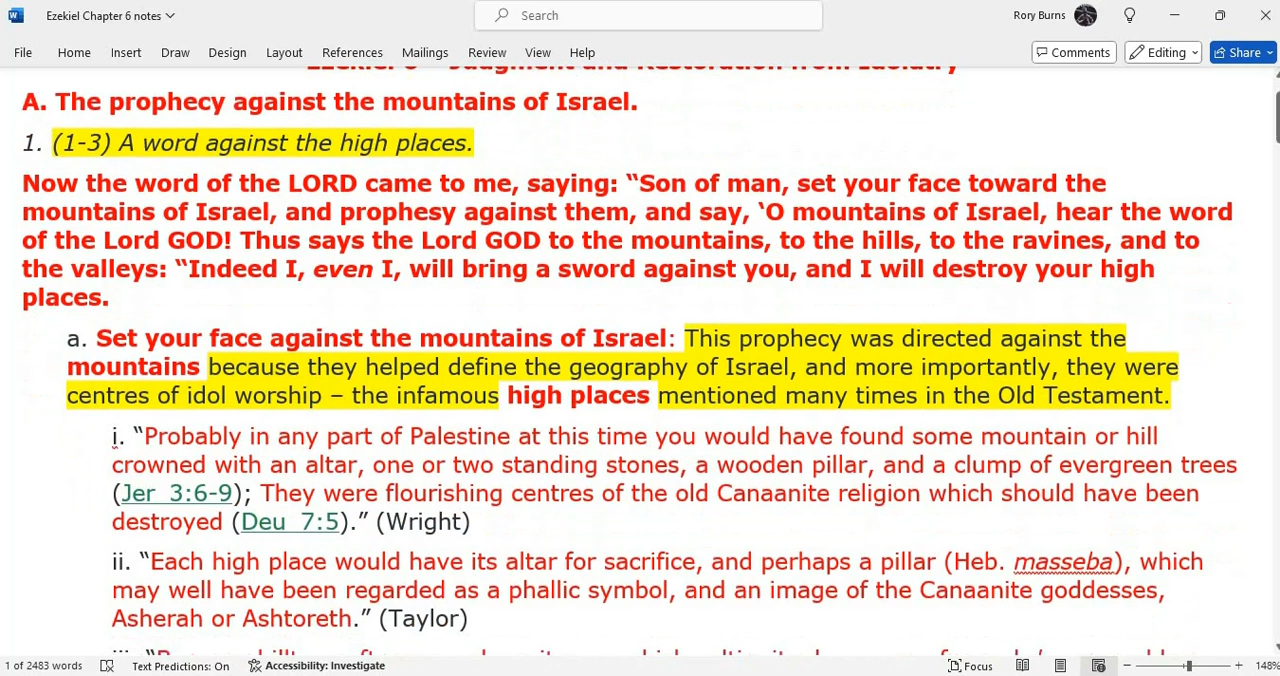 Ezekiel Chapter 6 notes
Search
Rory Burns
File Home Insert Draw Design Layout References Mailings Review View Help Comments Editing Share
A. The prophecy against the mountains of Israel.
1. (1-3) A word against the high places.
Now the word of the LORD came to me, saying: “Son of man, set your face toward the
mountains of Israel, and prophesy against them, and say, ‘O mountains of Israel, hear the word
of the Lord GOD! Thus says the Lord GOD to the mountains, to the hills, to the ravines, and to
the valleys: “Indeed I, even I, will bring a sword against you, and I will destroy your high
places.
a. Set your face against the mountains of Israel: This prophecy was directed against the
mountains because they helped define the geography of Israel, and more importantly, they were
centres of idol worship – the infamous high places mentioned many times in the Old Testament.
i. “Probably in any part of Palestine at this time you would have found some mountain or hill
crowned with an altar, one or two standing stones, a wooden pillar, and a clump of evergreen trees
(Jer 3:6-9); They were flourishing centres of the old Canaanite religion which should have been
destroyed (Deu 7:5).” (Wright)
ii. “Each high place would have its altar for sacrifice, and perhaps a pillar (Heb. masseba), which
may well have been regarded as a phallic symbol, and an image of the Canaanite goddesses,
Asherah or Ashtoreth.” (Taylor)
1 of 2483 words Text Predictions: On Accessibility: Investigate Focus 148%